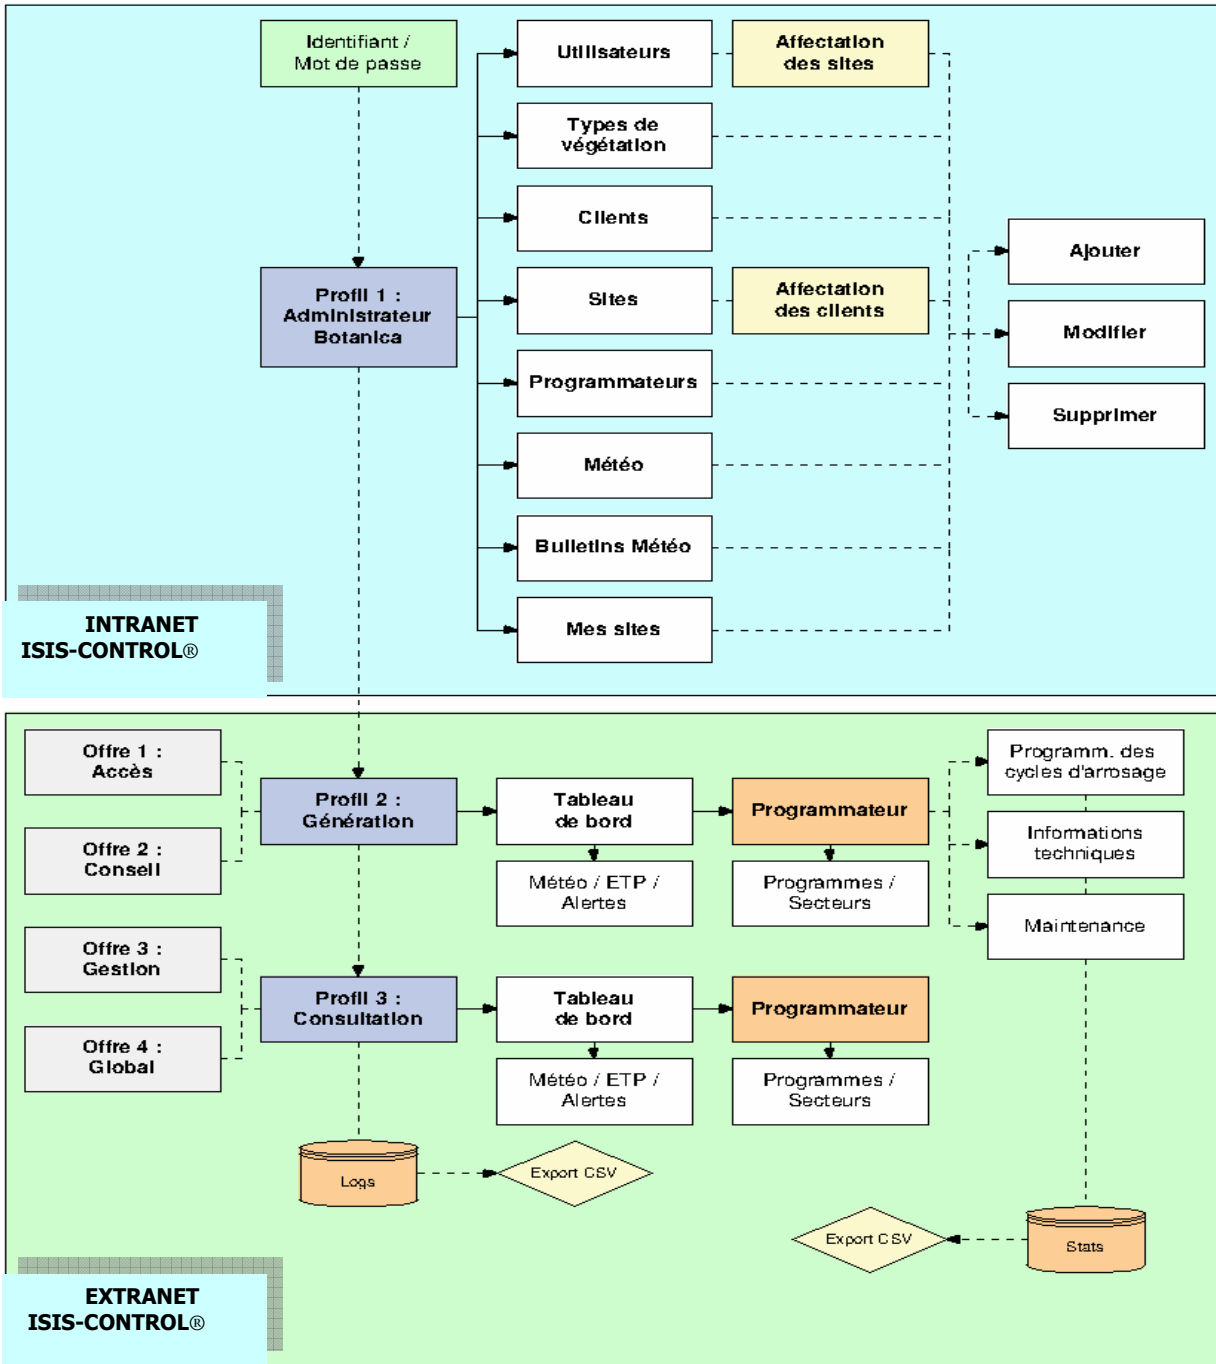 Identifiant /
Mot de passe
Utilisateurs
Affectation
des sites
Types de
végétation
Clients
Profil 1 :
Administrateur
Botanica
Sites
Affectation
des clients
Ajouter
Modifier
Supprimer
Programmateurs
Météo
Bulletins Météo
Mes sites
INTRANET
ISIS-CONTROL®
Offre 1 :
Accès
Offre 2 :
Conseil
Profil 2 :
Génération
Tableau
de bord
Programmateur
Programm. des
cycles d'arrosage
Informations
techniques
Maintenance
Météo / ETP /
Alertes
Programmes /
Secteurs
Offre 3 :
Gestion
Offre 4 :
Global
Profil 3 :
Consultation
Tableau
de bord
Programmateur
Météo / ETP /
Alertes
Programmes /
Secteurs
Logs
Export CSV
Export CSV
Stats
EXTRANET
ISIS-CONTROL®